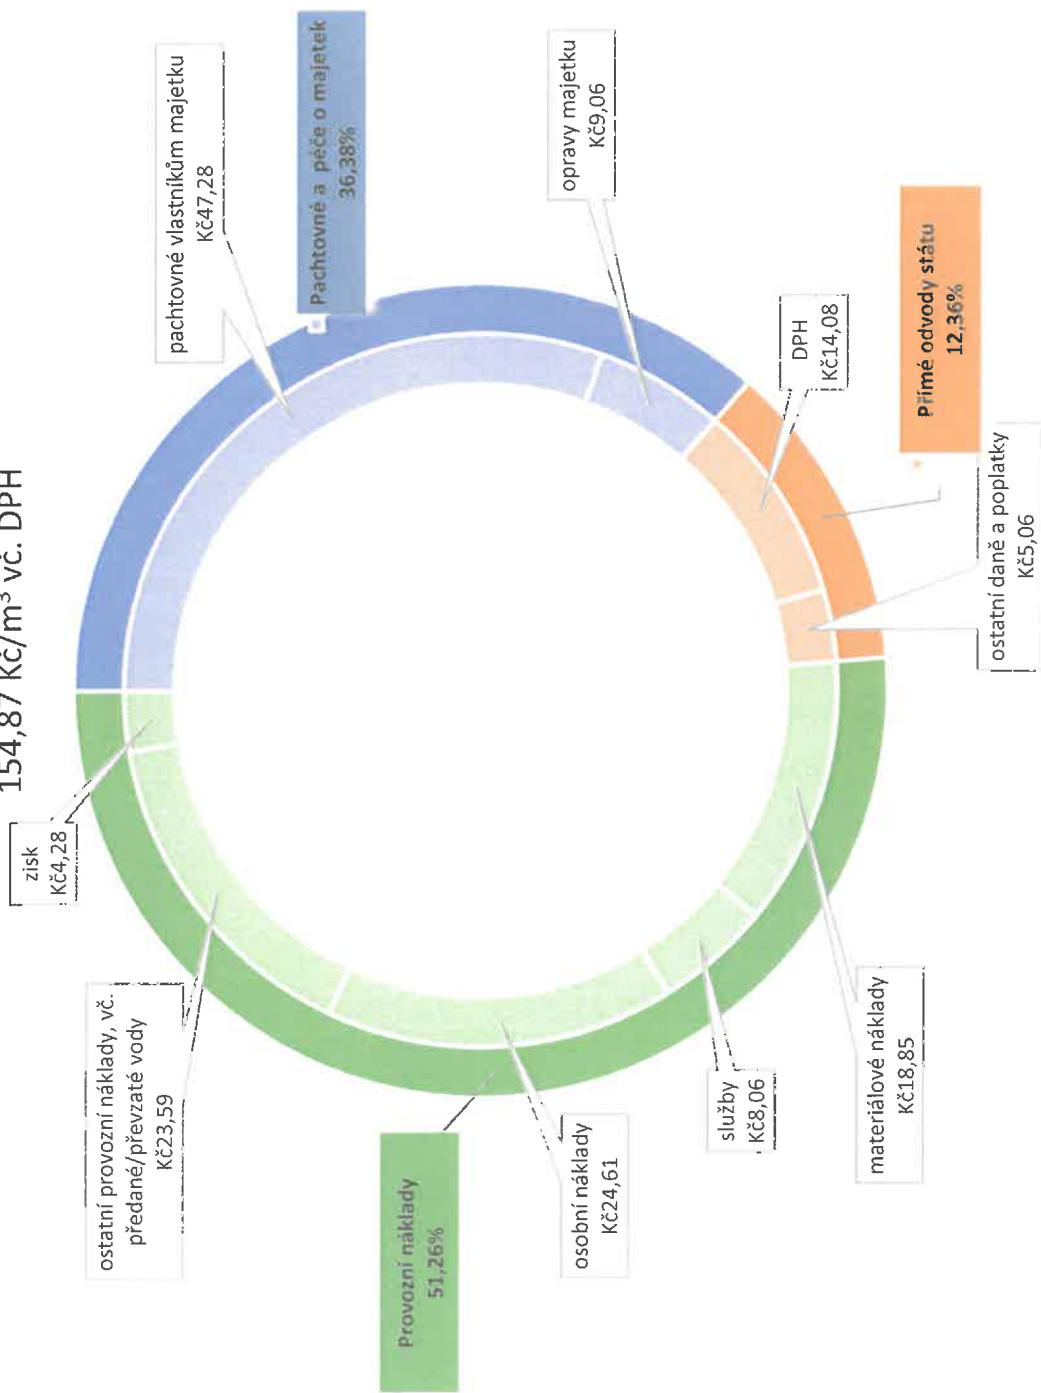 154,87 Kč/m³ vč. DPH
zisk
Kč4,28
pachtovné vlastníkům majetku
Kč47,28
ostatní provozní náklady, vč.
předané/převzaté vody
Kč23,59
Pachtovné a péče o majetek
36,38%
Provozní náklady
51,26%
osobní náklady
Kč24,61
opravy majetku
Kč9,06
služby
Kč8,06
DPH
Kč14,08
materiálové náklady
Kč18,85
Přímé odvody státu
12,36%
ostatní daně a poplatky
Kč5,06